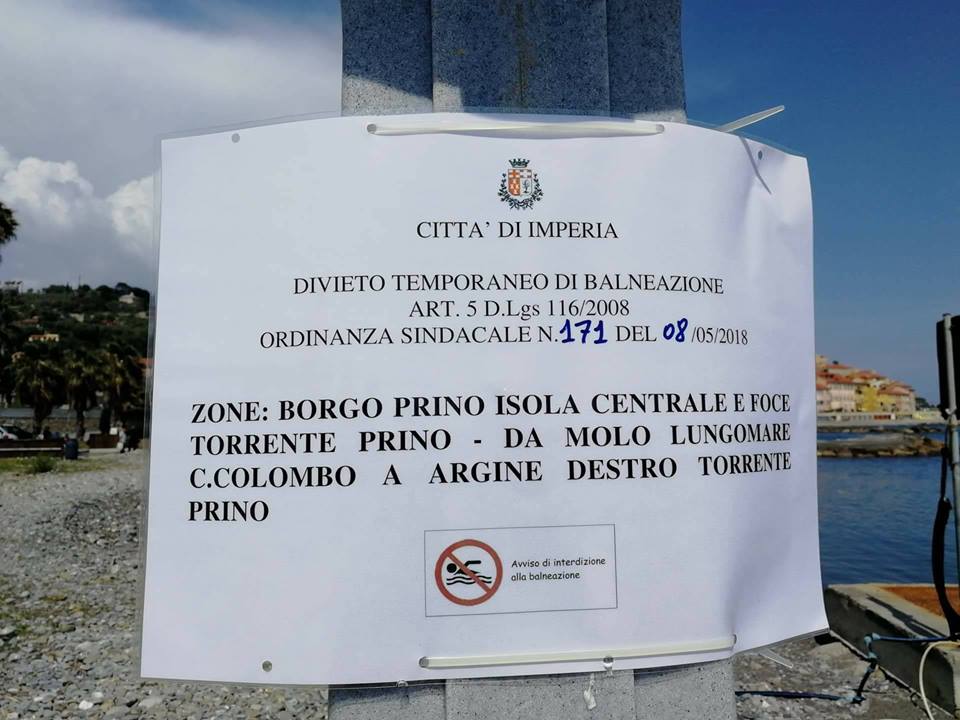 CITTA' DI IMPERIA
DIVIETO TEMPORANEO DI BALNEAZIONE
ART. 5 D.Lgs 116/2008
ORDINANZA SINDACALE N.171 DEL 08/05/2018
ZONE: BORGO PRINO ISOLA CENTRALE E FOCE
TORRENTE PRINO - DA MOLO LUNGOMARE
C.COLOMBO A ARGINE DESTRO TORRENTE
PRINO
Avviso di interdizione
alla balneazione